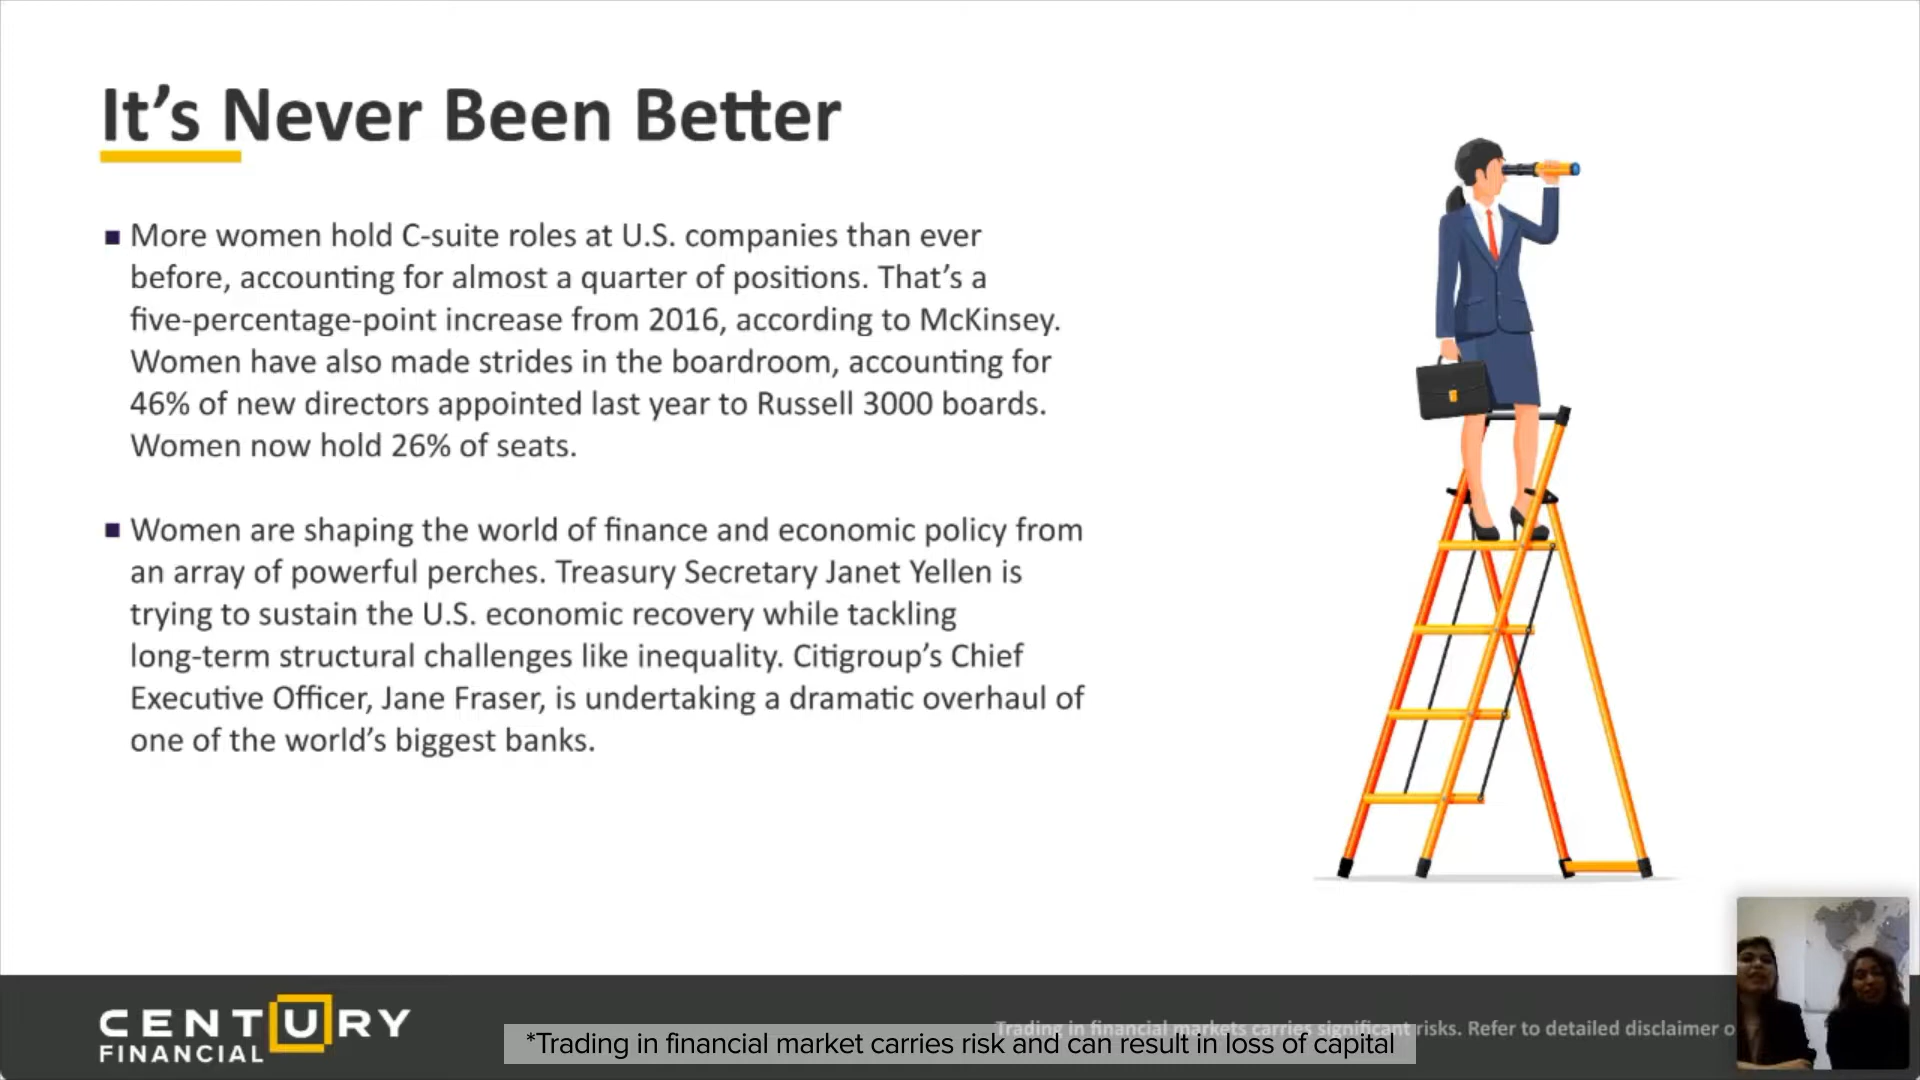 It’s Never Been Better
▪ More women hold C-suite roles at U.S. companies than ever
before, accounting for almost a quarter of positions. That’s a
five-percentage-point increase from 2016, according to McKinsey.
Women have also made strides in the boardroom, accounting for
46% of new directors appointed last year to Russell 3000 boards.
Women now hold 26% of seats.
▪ Women are shaping the world of finance and economic policy from
an array of powerful perches. Treasury Secretary Janet Yellen is
trying to sustain the U.S. economic recovery while tackling
long-term structural challenges like inequality. Citigroup’s Chief
Executive Officer, Jane Fraser, is undertaking a dramatic overhaul of
one of the world’s biggest banks.
CENTURY
FINANCIAL
Trading in financial markets carries significant risks. Refer to detailed disclaimer o
*Trading in financial market carries risk and can result in loss of capital